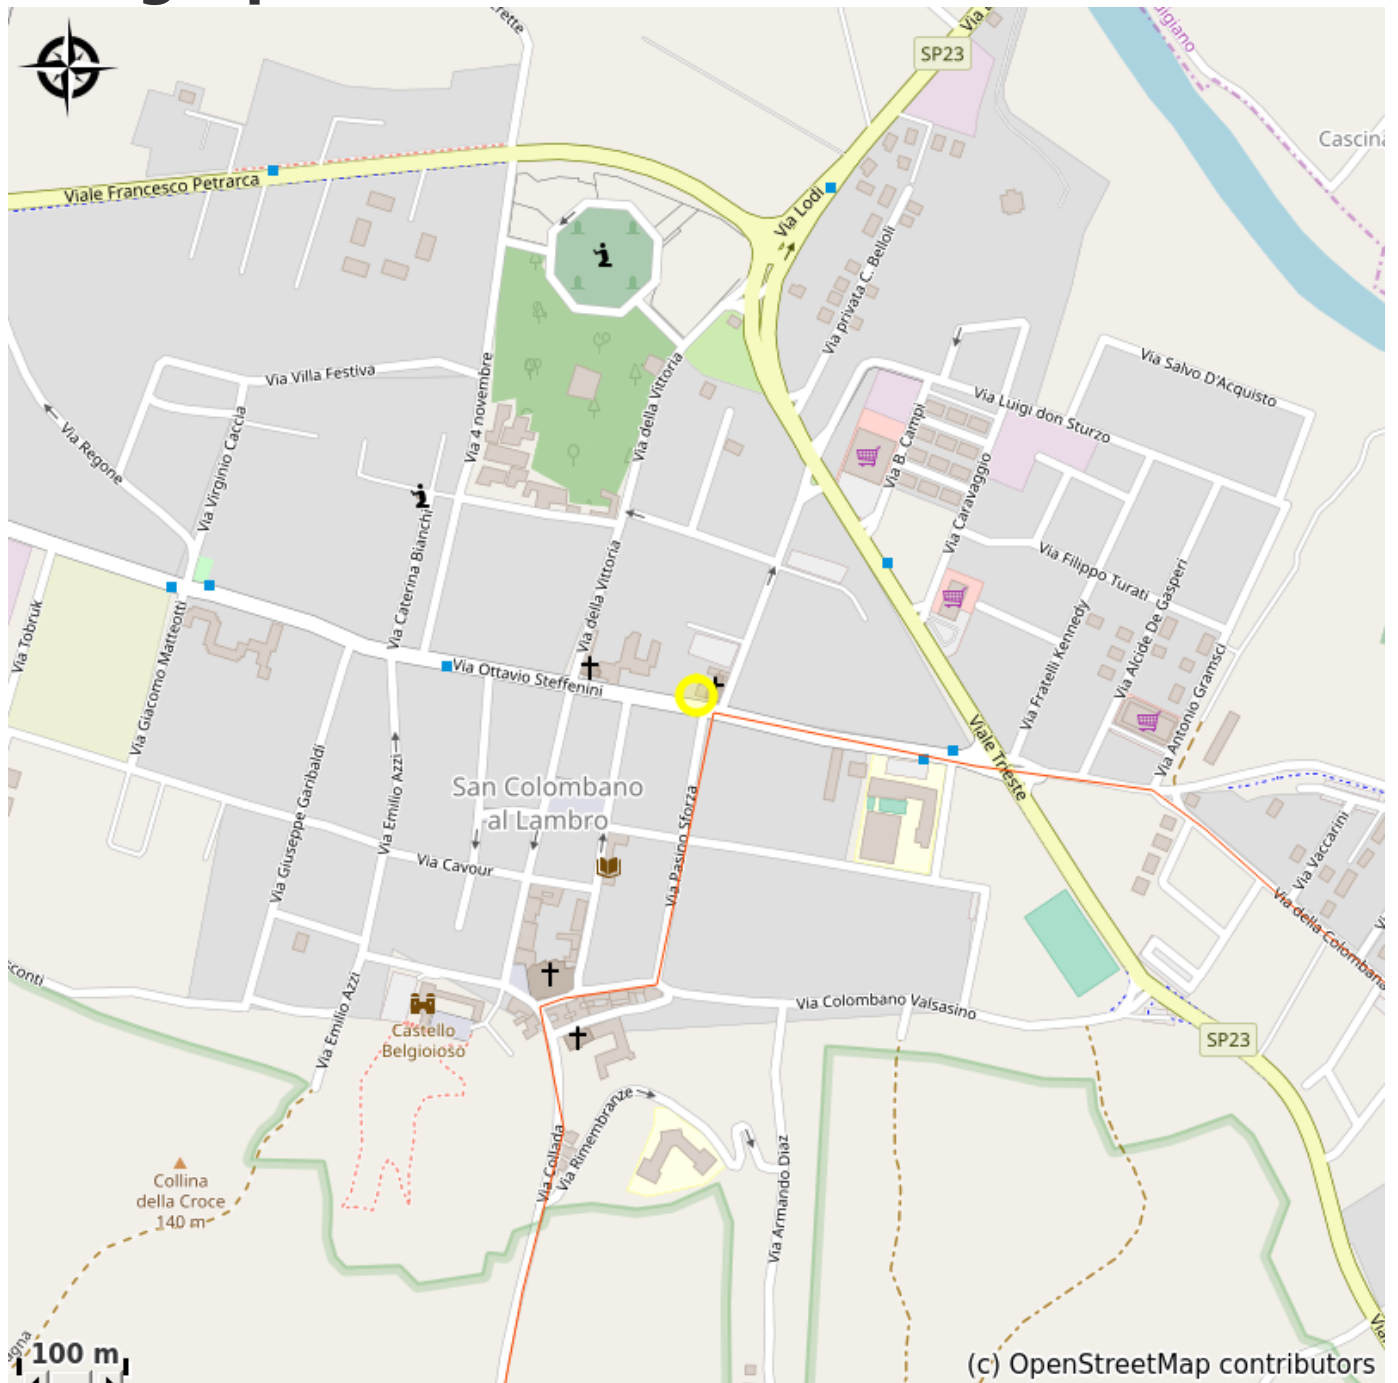 SP23
Via Lodi
Viale Francesco Petrarca
Cascina
Via privata C. Belloli
Via Salvo D'Acquisto
Via Villa Festiva
Via 4 novembre
Via della Vittoria
Via Luigi don Sturzo
Via B. Campi
Via Regone
Via Virginio Caccia
Via Caravaggio
Via Caterina Bianchi
Via della Vittoria
Via Filippo Turati
Via Alcide De Gasperi
Via Tobruk
Via Giacomo Matteotti
Via Fratelli Kennedy
Via Antonio Gramsci
Via Ottavio Steffenini
Viale Trieste
San Colombano
al Lambro
Via Giuseppe Garibaldi
Via Emilio Azzi
Via Pasino Sforza
Via Cavour
Via Vaccarini
Via della Colombana
sconti
Via Emilio Azzi
Via Colombano Valsasino
Castello
Belgioioso
SP23
Via Rimembranze
Via Collada
Via Armando Diaz
Collina
della Croce
140 m
100 m
(c) OpenStreetMap contributors